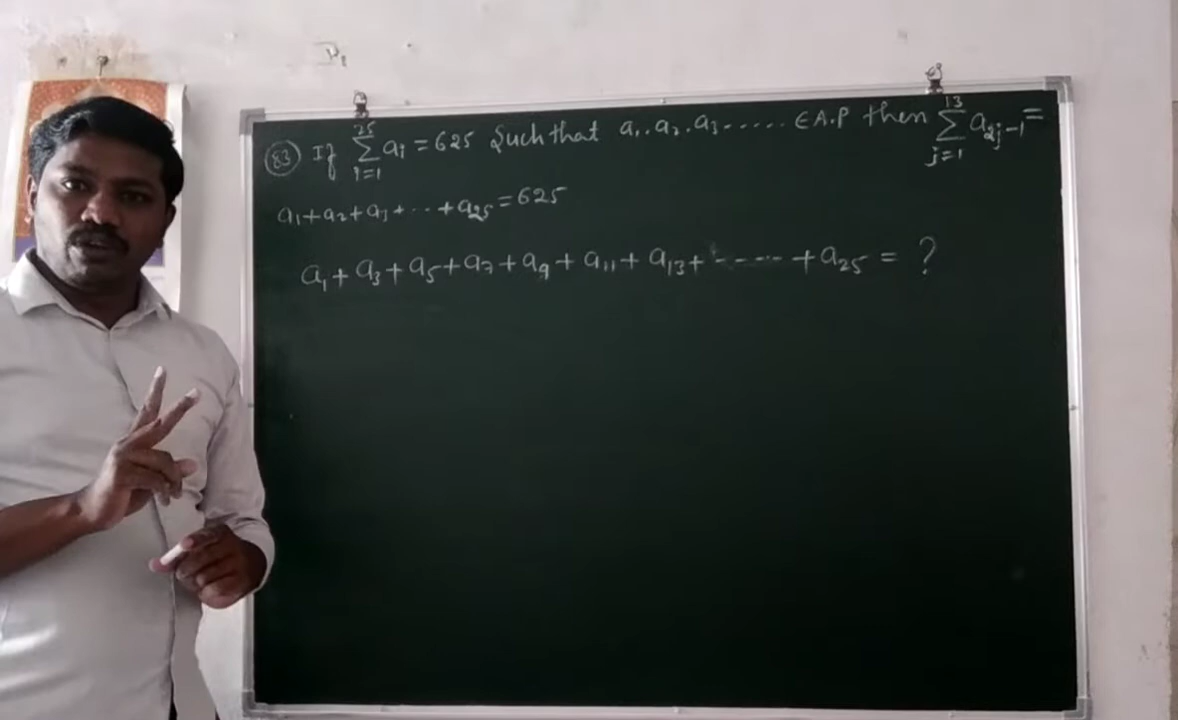 (83) If ∑_{i=1}^{25} a_i = 625 Such that a₁, a₂, a₃ ...... ∈ A.P then ∑_{j=1}^{13} a_{2j-1} =
a₁+a₂+a₃+...+a₂₅=625
a₁+a₃+a₅+a₇+a₉+a₁₁+a₁₃+-----+a₂₅ = ?